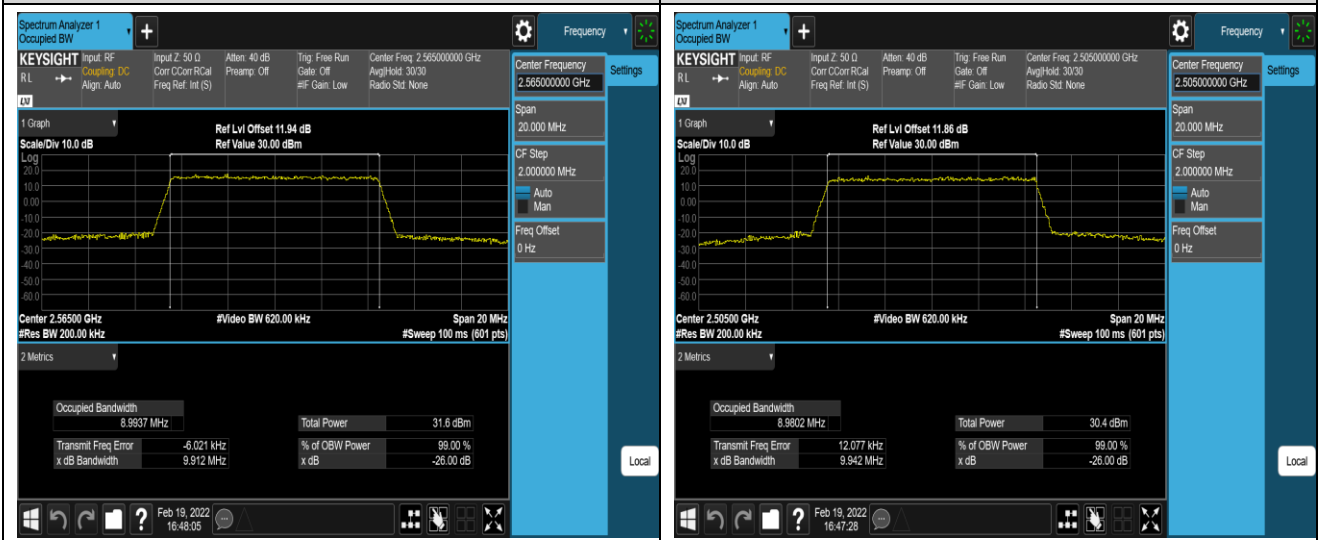 Spectrum Analyzer 1
Occupied BW
+
Frequency
KEYSIGHT
Input: RF
Coupling: DC
Align: Auto
Input Z: 50 Ω
Corr CCorr RCal
Freq Ref: Int (S)
Atten: 40 dB
Preamp: Off
Trig: Free Run
Gate: Off
#IF Gain: Low
Center Freq: 2.565000000 GHz
Avg|Hold: 30/30
Radio Std: None
RL
LXI
Center Frequency
2.565000000 GHz
Settings
Span
20.000 MHz
CF Step
2.000000 MHz
Auto
Man
Freq Offset
0 Hz
Local
1 Graph
Ref Lvl Offset 11.94 dB
Scale/Div 10.0 dB
Ref Value 30.00 dBm
Log
20.0
10.0
0.00
-10.0
-20.0
-30.0
-40.0
-50.0
-60.0
Center 2.56500 GHz
#Video BW 620.00 kHz
Span 20 MHz
#Res BW 200.00 kHz
#Sweep 100 ms (601 pts)
2 Metrics
Occupied Bandwidth
8.9937 MHz
Total Power 31.6 dBm
Transmit Freq Error -6.021 kHz
% of OBW Power 99.00 %
x dB Bandwidth 9.912 MHz
x dB -26.00 dB
?
Feb 19, 2022
16:48:05
Spectrum Analyzer 1
Occupied BW
+
Frequency
KEYSIGHT
Input: RF
Coupling: DC
Align: Auto
Input Z: 50 Ω
Corr CCorr RCal
Freq Ref: Int (S)
Atten: 40 dB
Preamp: Off
Trig: Free Run
Gate: Off
#IF Gain: Low
Center Freq: 2.505000000 GHz
Avg|Hold: 30/30
Radio Std: None
RL
LXI
Center Frequency
2.505000000 GHz
Settings
Span
20.000 MHz
CF Step
2.000000 MHz
Auto
Man
Freq Offset
0 Hz
Local
1 Graph
Ref Lvl Offset 11.86 dB
Scale/Div 10.0 dB
Ref Value 30.00 dBm
Log
20.0
10.0
0.00
-10.0
-20.0
-30.0
-40.0
-50.0
-60.0
Center 2.50500 GHz
#Video BW 620.00 kHz
Span 20 MHz
#Res BW 200.00 kHz
#Sweep 100 ms (601 pts)
2 Metrics
Occupied Bandwidth
8.9802 MHz
Total Power 30.4 dBm
Transmit Freq Error 12.077 kHz
% of OBW Power 99.00 %
x dB Bandwidth 9.942 MHz
x dB -26.00 dB
?
Feb 19, 2022
16:47:28